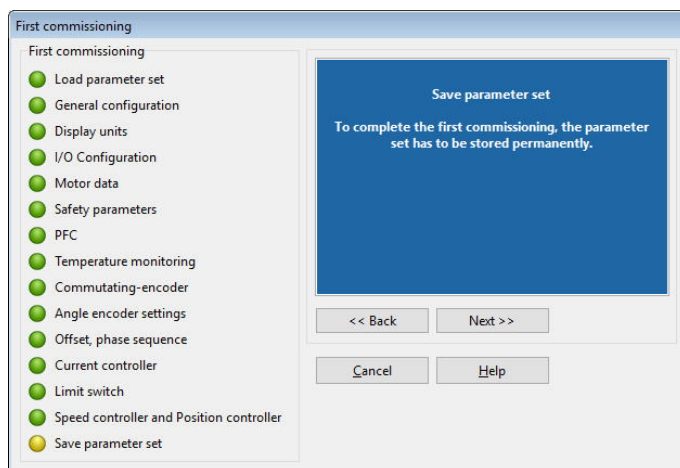 First commissioning
First commissioning
Load parameter set
General configuration
Display units
I/O Configuration
Motor data
Safety parameters
PFC
Temperature monitoring
Commutating-encoder
Angle encoder settings
Offset, phase sequence
Current controller
Limit switch
Speed controller and Position controller
Save parameter set
Save parameter set
To complete the first commissioning, the parameter
set has to be stored permanently.
<< Back
Next >>
Cancel
Help